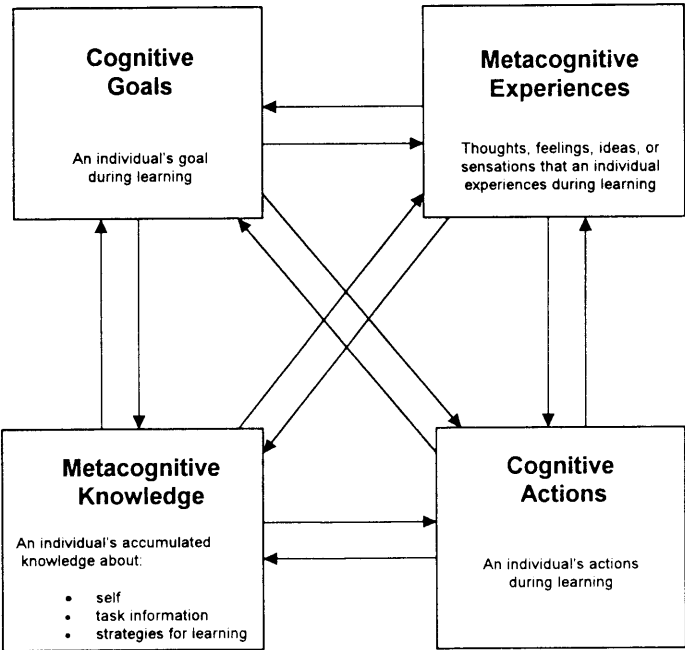 Cognitive
Goals
An individual's goal
during learning
Metacognitive
Experiences
Thoughts, feelings, ideas, or
sensations that an individual
experiences during learning
Metacognitive
Knowledge
An individual's accumulated
knowledge about:
• self
• task information
• strategies for learning
Cognitive
Actions
An individual's actions
during learning